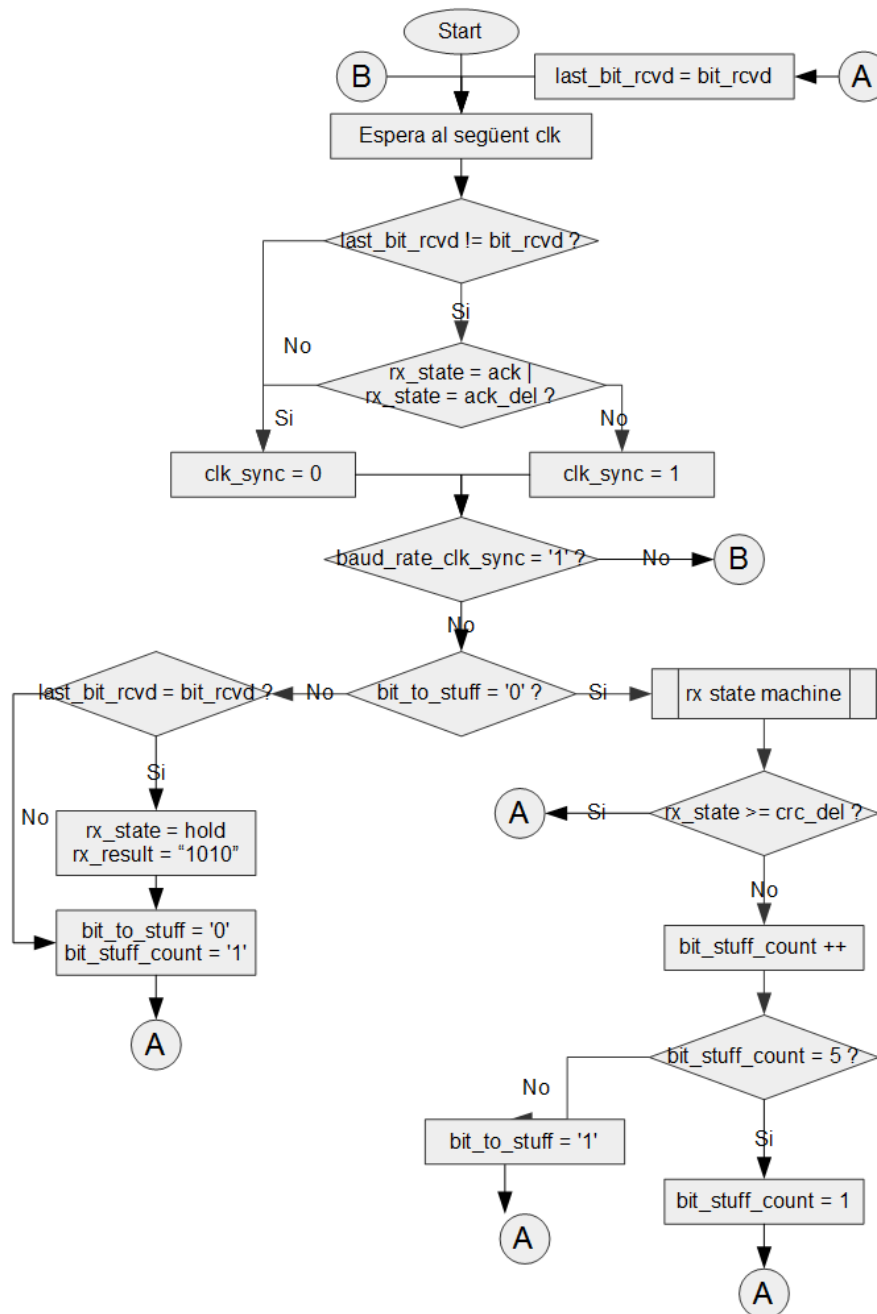 Start
B
last_bit_rcvd = bit_rcvd
A
Espera al següent clk
last_bit_rcvd != bit_rcvd ?
Si
No
rx_state = ack |
rx_state = ack_del ?
Si
No
clk_sync = 0
clk_sync = 1
baud_rate_clk_sync = '1' ?
No
B
No
last_bit_rcvd = bit_rcvd ?
No
bit_to_stuff = '0' ?
Si
rx state machine
Si
No
rx_state = hold
rx_result = “1010”
A
Si
rx_state >= crc_del ?
No
bit_to_stuff = '0'
bit_stuff_count = '1'
bit_stuff_count ++
A
bit_stuff_count = 5 ?
No
Si
bit_to_stuff = '1'
bit_stuff_count = 1
A
A